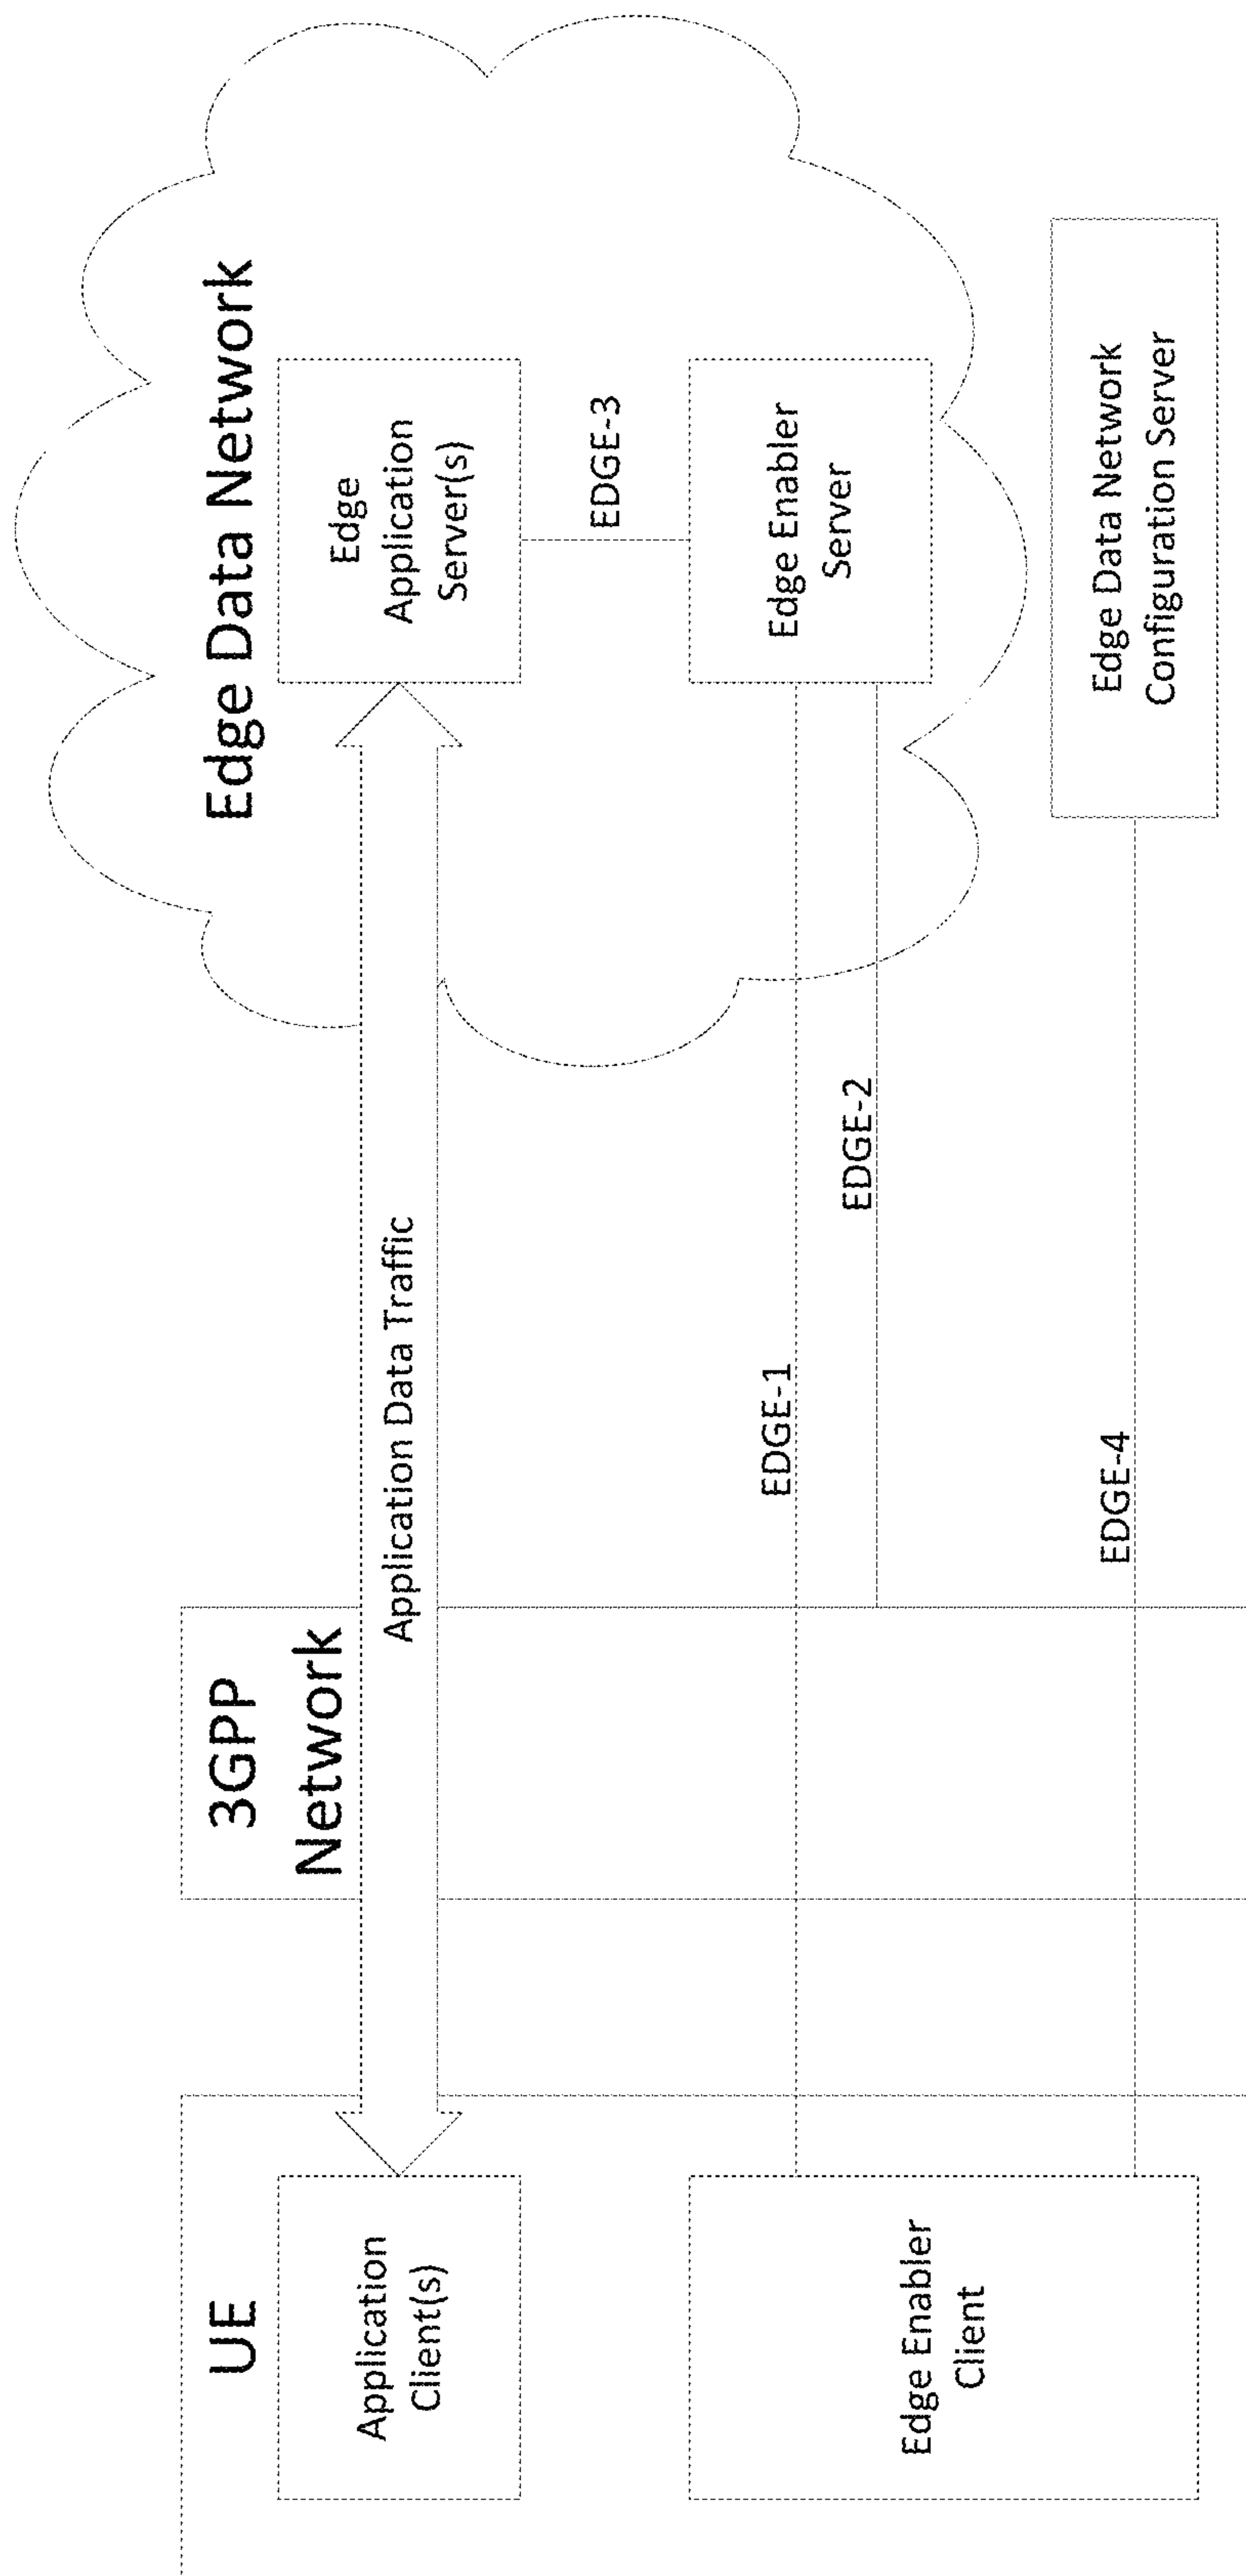 UE
Application
Client(s)
Edge Enabler
Client
3GPP
Network
Application Data Traffic
EDGE-1
EDGE-2
EDGE-4
Edge Data Network
Edge
Application
Server(s)
EDGE-3
Edge Enabler
Server
Edge Data Network
Configuration Server